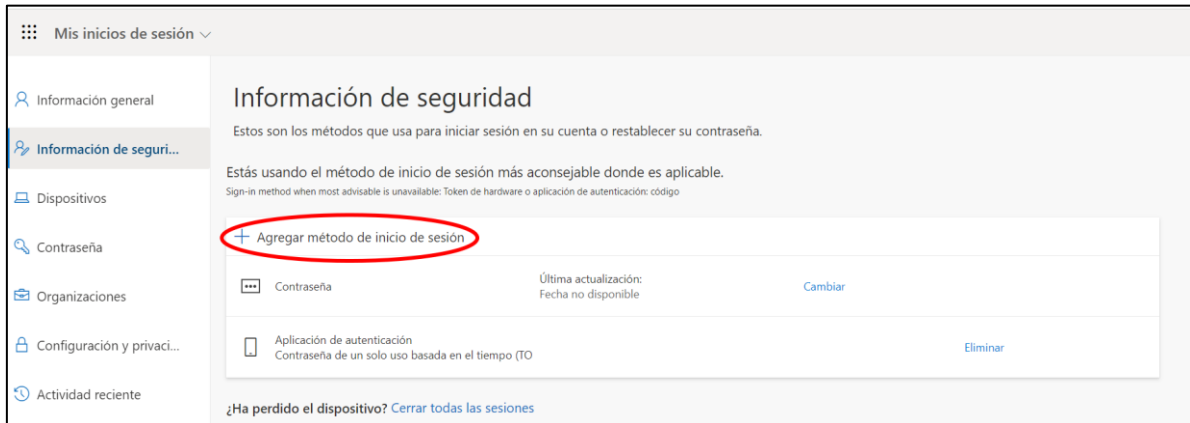 Mis inicios de sesión
Información general
Información de seguri...
Dispositivos
Contraseña
Organizaciones
Configuración y privaci...
Actividad reciente
Información de seguridad
Estos son los métodos que usa para iniciar sesión en su cuenta o restablecer su contraseña.
Estás usando el método de inicio de sesión más aconsejable donde es aplicable.
Sign-in method when most advisable is unavailable: Token de hardware o aplicación de autenticación: código
+ Agregar método de inicio de sesión
Contraseña
Última actualización:
Fecha no disponible
Cambiar
Aplicación de autenticación
Contraseña de un solo uso basada en el tiempo (TO
Eliminar
¿Ha perdido el dispositivo? Cerrar todas las sesiones